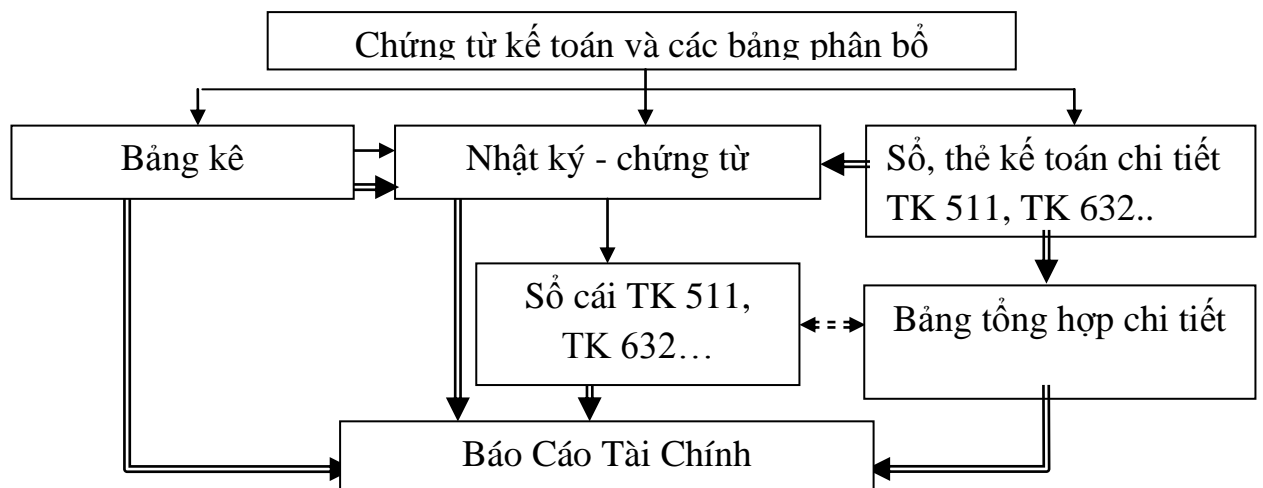 Chứng từ kế toán và các bảng phân bổ
Bảng kê
Nhật ký - chứng từ
Sổ, thẻ kế toán chi tiết
TK 511, TK 632..
Sổ cái TK 511,
TK 632…
Bảng tổng hợp chi tiết
Báo Cáo Tài Chính